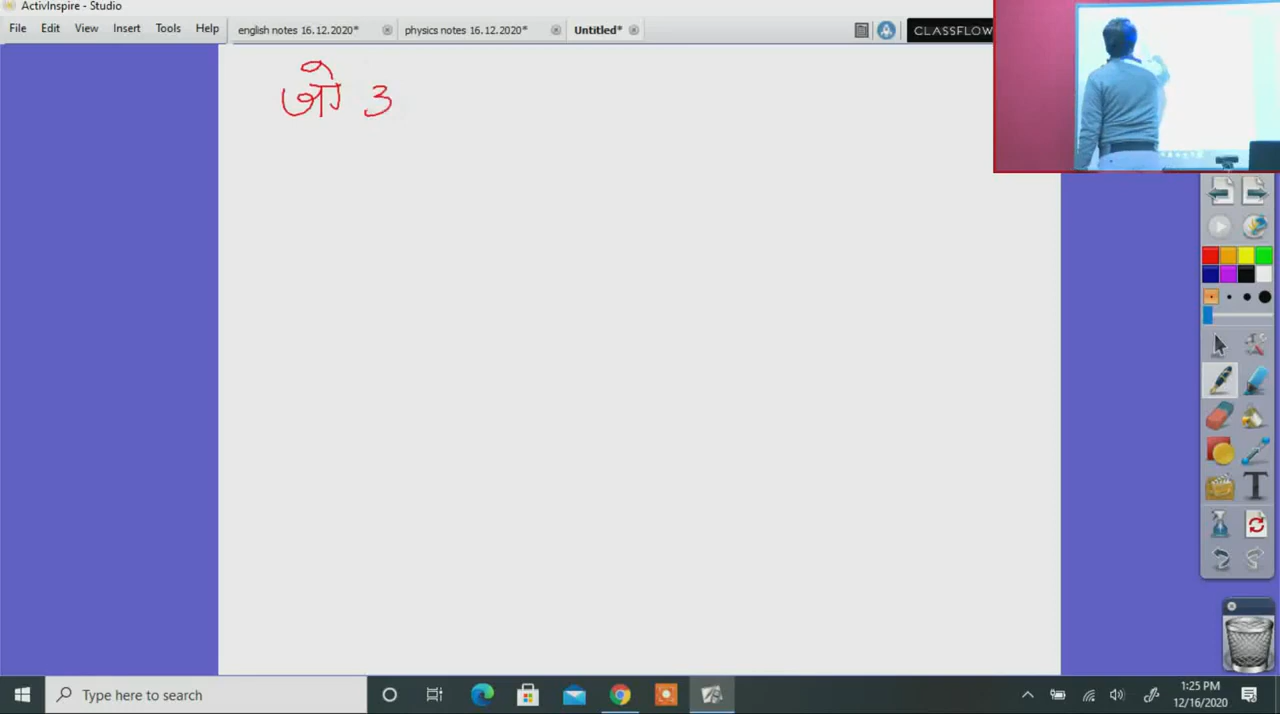 ActivInspire - Studio
File Edit View Insert Tools Help english notes 16.12.2020* physics notes 16.12.2020* Untitled* CLASSFLOW
जो 3
T
Type here to search
1:25 PM
12/16/2020